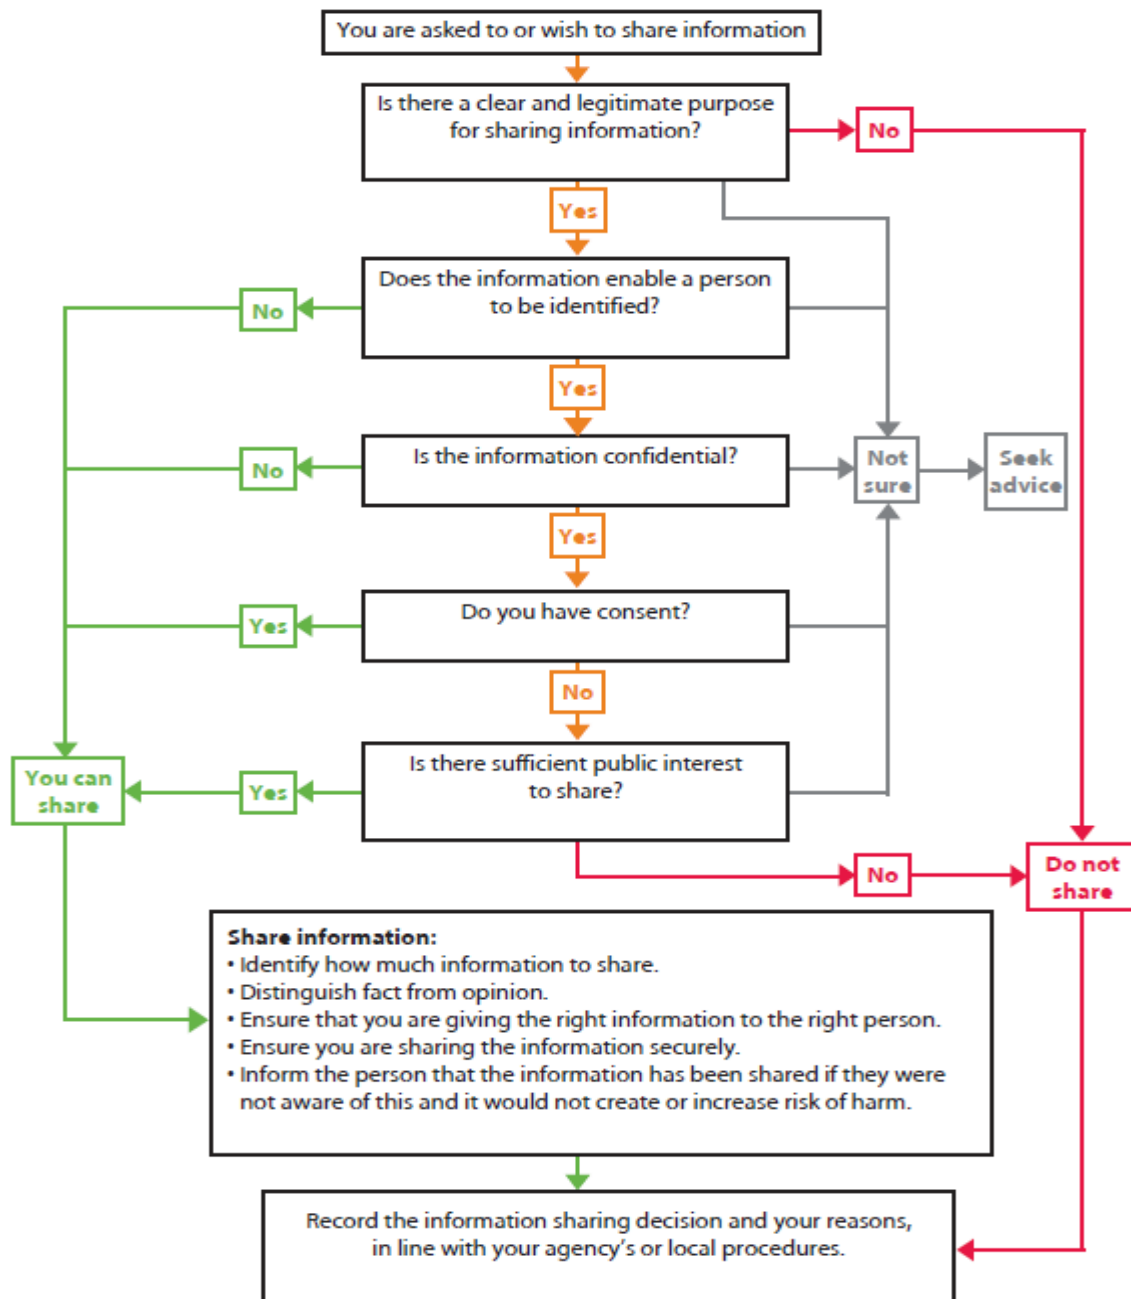 You are asked to or wish to share information
Is there a clear and legitimate purpose
for sharing information?
No
Yes
Does the information enable a person
to be identified?
No
Yes
Is the information confidential?
No
Not
sure
Seek
advice
Yes
Do you have consent?
Yes
No
Is there sufficient public interest
to share?
You can
share
Yes
No
Do not
share
Share information:
• Identify how much information to share.
• Distinguish fact from opinion.
• Ensure that you are giving the right information to the right person.
• Ensure you are sharing the information securely.
• Inform the person that the information has been shared if they were
not aware of this and it would not create or increase risk of harm.
Record the information sharing decision and your reasons,
in line with your agency's or local procedures.